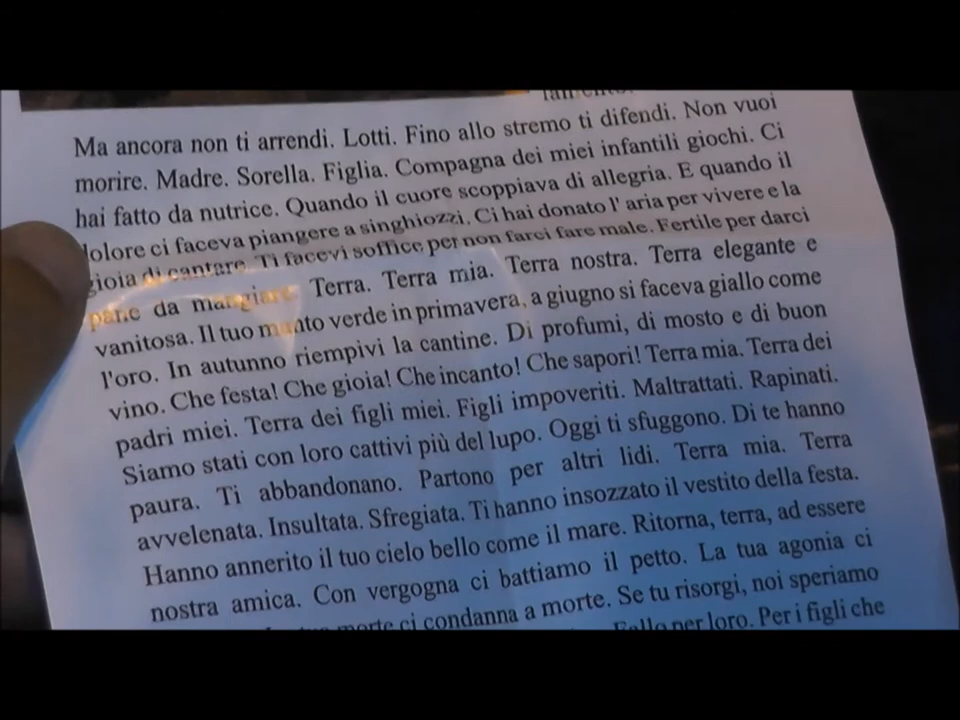 Ma ancora non ti arrendi. Lotti. Fino allo stremo ti difendi. Non vuoi
morire. Madre. Sorella. Figlia. Compagna dei miei infantili giochi. Ci
hai fatto da nutrice. Quando il cuore scoppiava di allegria. E quando il
dolore ci faceva piangere a singhiozzi. Ci hai donato l' aria per vivere e la
gioia di cantare. Ti facevi soffice per non farci fare male. Fertile per darci
pane da mangiare. Terra. Terra mia. Terra nostra. Terra elegante e
vanitosa. Il tuo manto verde in primavera, a giugno si faceva giallo come
l'oro. In autunno riempivi la cantine. Di profumi, di mosto e di buon
vino. Che festa! Che gioia! Che incanto! Che sapori! Terra mia. Terra dei
padri miei. Terra dei figli miei. Figli impoveriti. Maltrattati. Rapinati.
Siamo stati con loro cattivi più del lupo. Oggi ti sfuggono. Di te hanno
paura. Ti abbandonano. Partono per altri lidi. Terra mia. Terra
avvelenata. Insultata. Sfregiata. Ti hanno insozzato il vestito della festa.
Hanno annerito il tuo cielo bello come il mare. Ritorna, terra, ad essere
nostra amica. Con vergogna ci battiamo il petto. La tua agonia ci
morte ci condanna a morte. Se tu risorgi, noi speriamo
Fallo per loro. Per i figli che